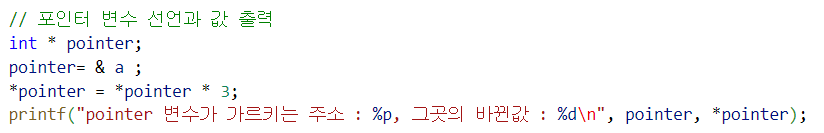 // 포인터 변수 선언과 값 출력
int * pointer;
pointer= & a ;
*pointer = *pointer * 3;
printf("pointer 변수가 가르키는 주소 : %p, 그곳의 바뀐값 : %d\n", pointer, *pointer);